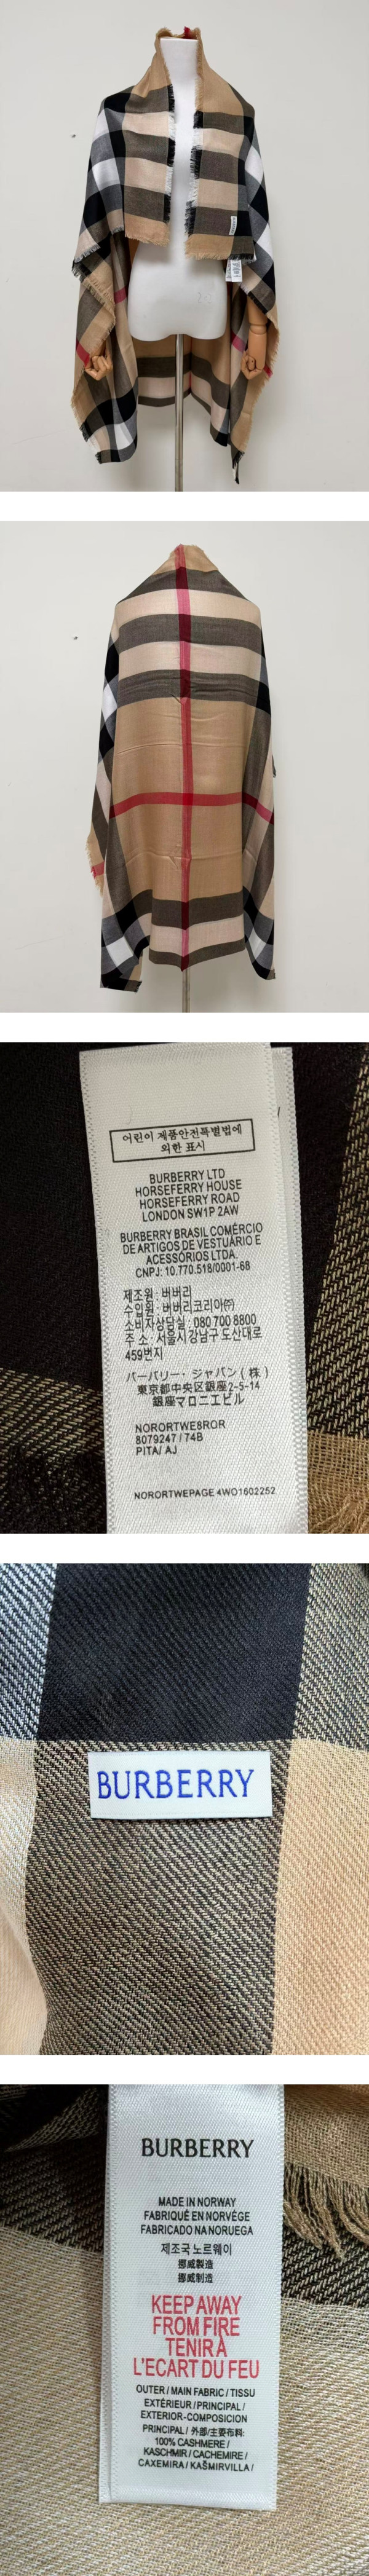 어린이 제품안전특별법에
의한 표시
BURBERRY LTD
HORSEFERRY HOUSE
HORSEFERRY ROAD
LONDON SW1P 2AW
BURBERRY BRASIL COMÉRCIO
DE ARTIGOS DE VESTUÁRIO E
ACESSÓRIOS LTDA.
CNPJ: 10.770.518/0001-68
제조원 : 버버리
수입원 : 버버리코리아㈜
소비자상담실 : 080 700 8800
주 소 : 서울시 강남구 도산대로
459번지
バーバリー・ジャパン ( 株 )
東京都中央区銀座2-5-14
銀座マロニエビル
NORORTWE8ROR
8079247 / 74B
PITA/ AJ
NORORTWEPAGE 4WO1602252
BURBERRY
BURBERRY
MADE IN NORWAY
FABRIQUÉ EN NORVÈGE
FABRICADO NA NORUEGA
제조국 노르웨이
挪威製造
挪威制造
KEEP AWAY
FROM FIRE
TENIR À
L'ECART DU FEU
OUTER / MAIN FABRIC / TISSU
EXTÉRIEUR / PRINCIPAL /
EXTERIOR-COMPOSICION
PRINCIPAL / 外部/主要布料:
100% CASHMERE /
KASCHMIR / CACHEMIRE /
CAXEMIRA / KAŠMIRVILLA /